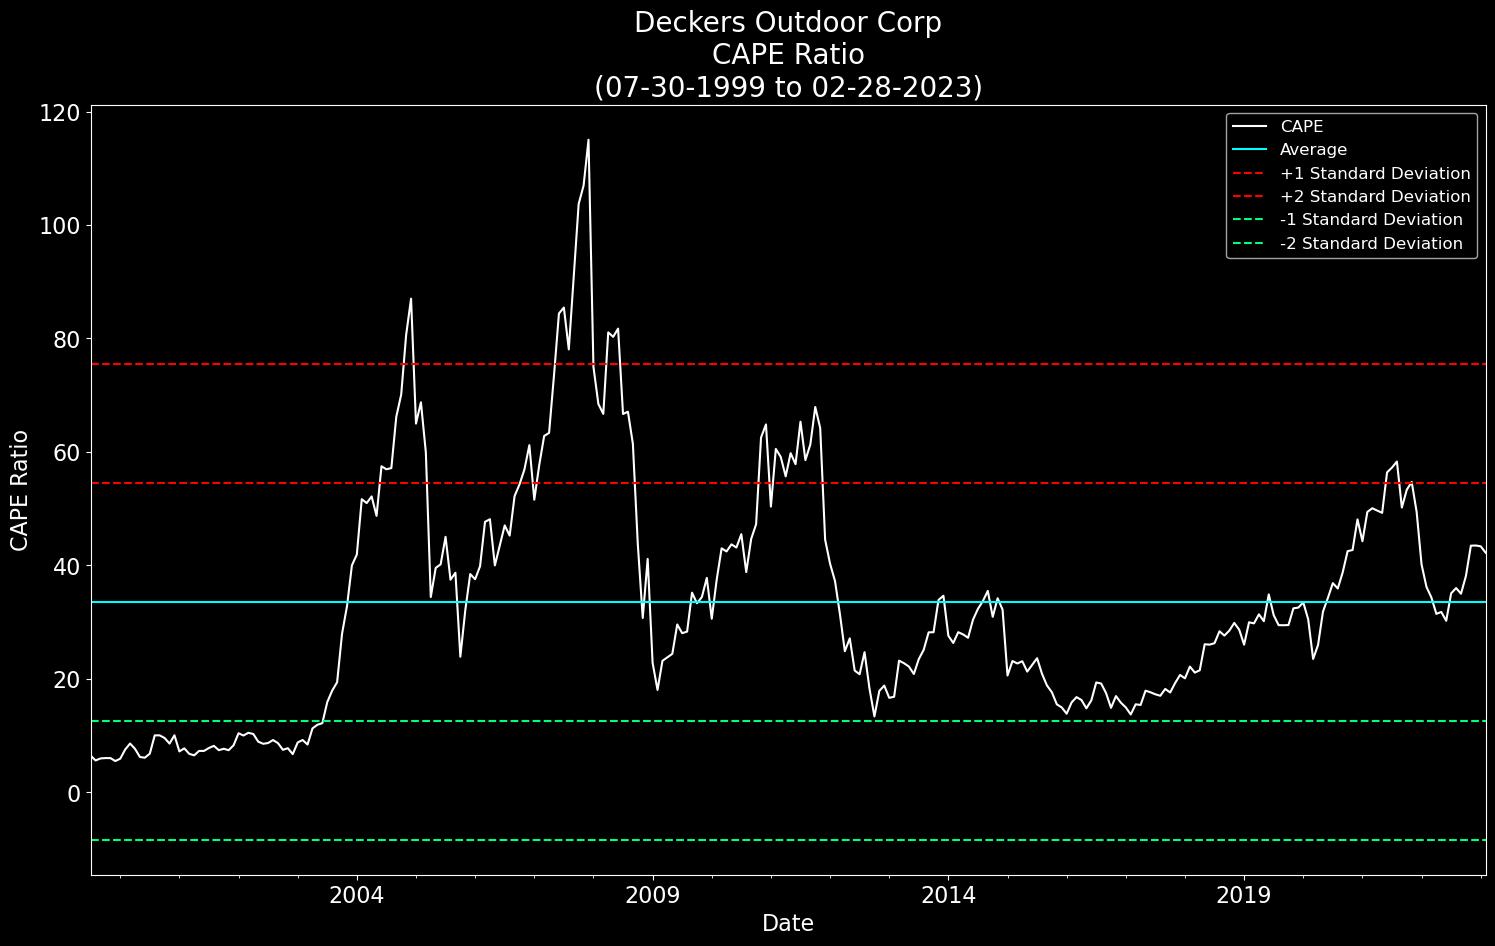 Deckers Outdoor Corp
CAPE Ratio
(07-30-1999 to 02-28-2023)
120
100
80
60
40
20
0
CAPE Ratio
CAPE
Average
+1 Standard Deviation
+2 Standard Deviation
-1 Standard Deviation
-2 Standard Deviation
2004 2009 2014 2019
Date